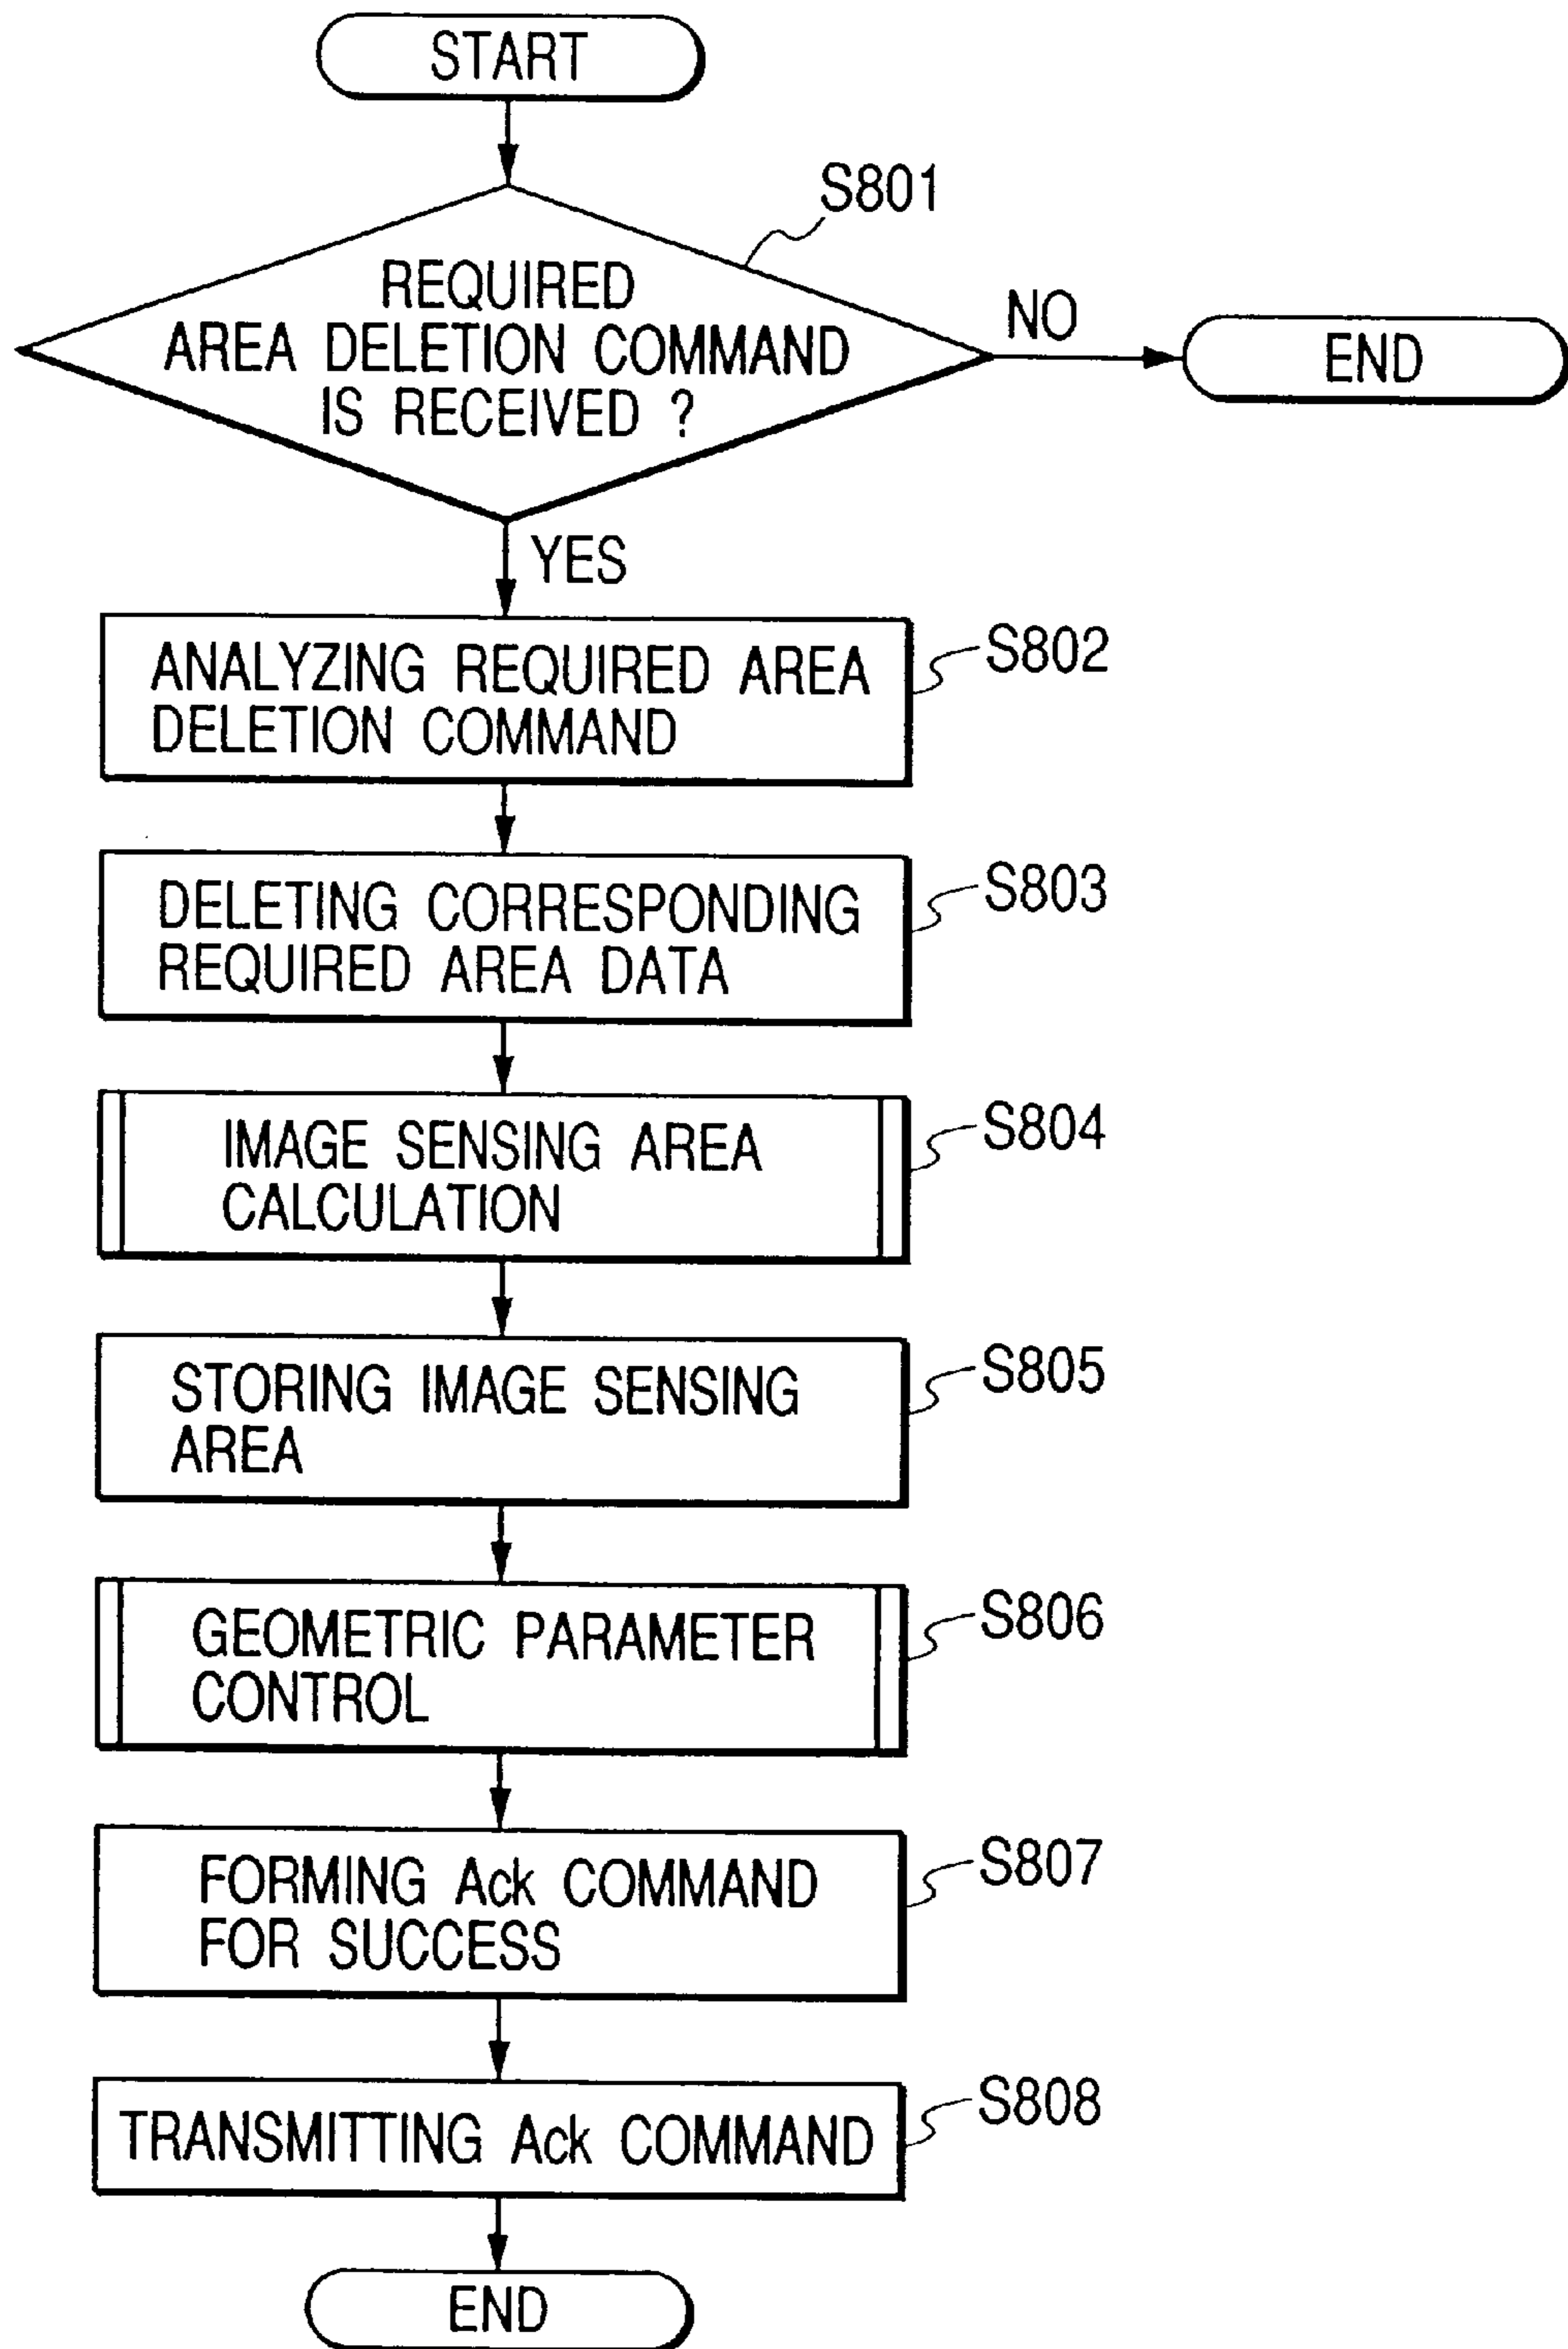 START
S801
REQUIRED
AREA DELETION COMMAND
IS RECEIVED ?
NO
END
YES
ANALYZING REQUIRED AREA
DELETION COMMAND
S802
DELETING CORRESPONDING
REQUIRED AREA DATA
S803
IMAGE SENSING AREA
CALCULATION
S804
STORING IMAGE SENSING
AREA
S805
GEOMETRIC PARAMETER
CONTROL
S806
FORMING Ack COMMAND
FOR SUCCESS
S807
TRANSMITTING Ack COMMAND
S808
END